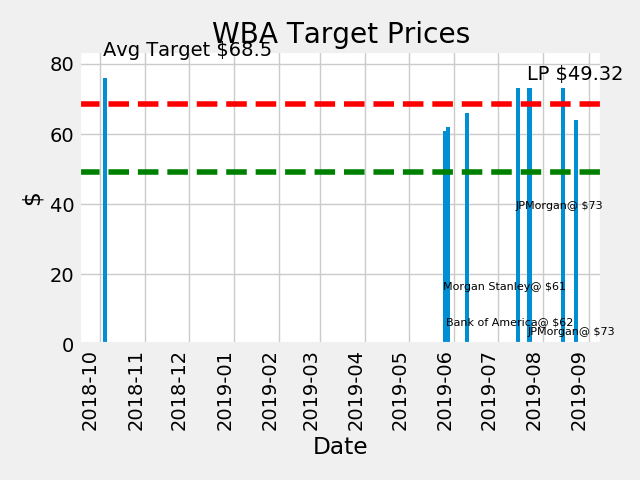 WBA Target Prices
Avg Target $68.5
LP $49.32
80
60
40
20
0
$
JPMorgan@ $73
Morgan Stanley@ $61
Bank of America@ $62
JPMorgan@ $73
2018-10
2018-11
2018-12
2019-01
2019-02
2019-03
2019-04
2019-05
2019-06
2019-07
2019-08
2019-09
Date